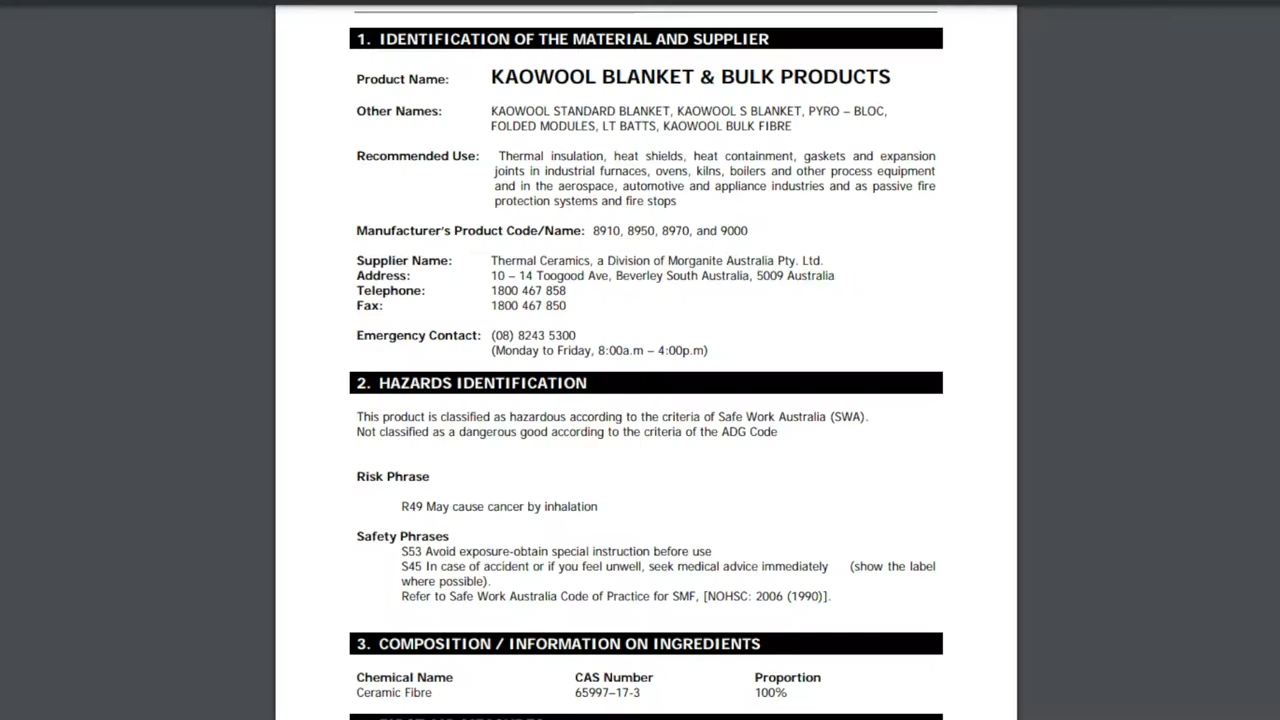 1. IDENTIFICATION OF THE MATERIAL AND SUPPLIER
Product Name: KAOWOOL BLANKET & BULK PRODUCTS
Other Names: KAOWOOL STANDARD BLANKET, KAOWOOL S BLANKET, PYRO – BLOC,
FOLDED MODULES, LT BATTS, KAOWOOL BULK FIBRE
Recommended Use: Thermal insulation, heat shields, heat containment, gaskets and expansion
joints in industrial furnaces, ovens, kilns, boilers and other process equipment
and in the aerospace, automotive and appliance industries and as passive fire
protection systems and fire stops
Manufacturer's Product Code/Name: 8910, 8950, 8970, and 9000
Supplier Name: Thermal Ceramics, a Division of Morganite Australia Pty. Ltd.
Address: 10 – 14 Toogood Ave, Beverley South Australia, 5009 Australia
Telephone: 1800 467 858
Fax: 1800 467 850
Emergency Contact: (08) 8243 5300
(Monday to Friday, 8:00a.m – 4:00p.m)
2. HAZARDS IDENTIFICATION
This product is classified as hazardous according to the criteria of Safe Work Australia (SWA).
Not classified as a dangerous good according to the criteria of the ADG Code
Risk Phrase
R49 May cause cancer by inhalation
Safety Phrases
S53 Avoid exposure-obtain special instruction before use
S45 In case of accident or if you feel unwell, seek medical advice immediately (show the label
where possible).
Refer to Safe Work Australia Code of Practice for SMF, [NOHSC: 2006 (1990)].
3. COMPOSITION / INFORMATION ON INGREDIENTS
Chemical Name CAS Number Proportion
Ceramic Fibre 65997–17-3 100%